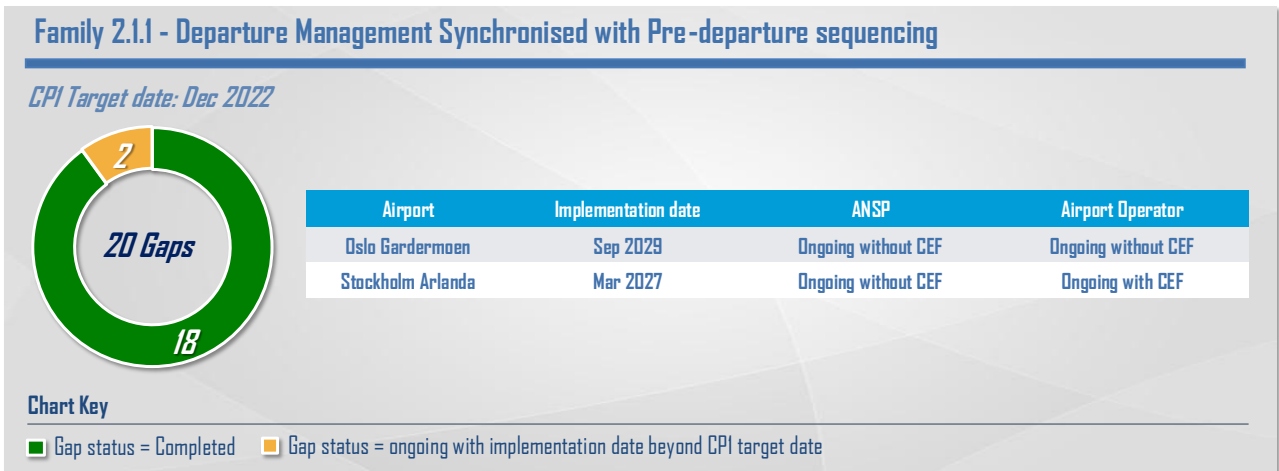 Family 2.1.1 - Departure Management Synchronised with Pre-departure sequencing
CP1 Target date: Dec 2022
2
20 Gaps
18
Airport Implementation date ANSP Airport Operator
Oslo Gardermoen Sep 2029 Ongoing without CEF Ongoing without CEF
Stockholm Arlanda Mar 2027 Ongoing without CEF Ongoing with CEF
Chart Key
Gap status = Completed Gap status = ongoing with implementation date beyond CP1 target date